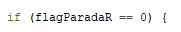 if (flagParadaR == 0) {